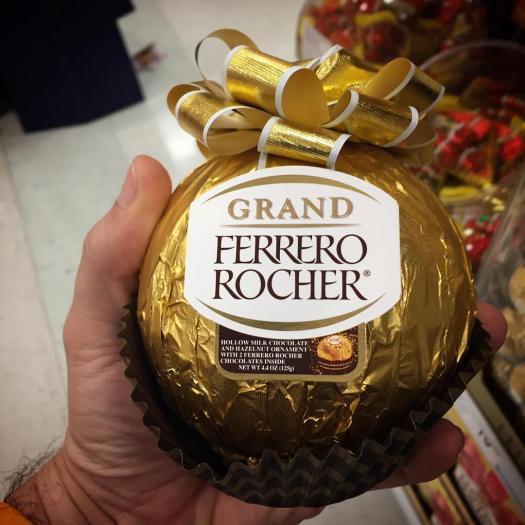 GRAND
FERRERO
ROCHER®
HOLLOW MILK CHOCOLATE
AND HAZELNUT ORNAMENT
WITH 2 FERRERO ROCHER
CHOCOLATES INSIDE
NET WT 4.4 OZ (125g)